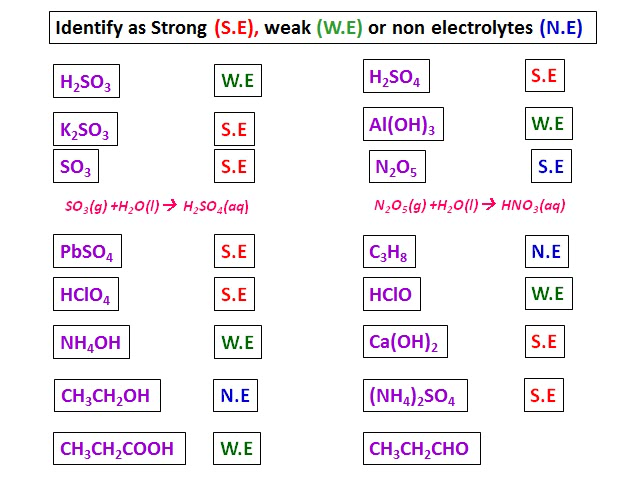 Identify as Strong (S.E), weak (W.E) or non electrolytes (N.E)
H₂SO₃ W.E H₂SO₄ S.E
K₂SO₃ S.E Al(OH)₃ W.E
SO₃ S.E N₂O₅ S.E
SO₃(g) +H₂O(l) → H₂SO₄(aq) N₂O₅(g) +H₂O(l) → HNO₃(aq)
PbSO₄ S.E C₃H₈ N.E
HClO₄ S.E HClO W.E
NH₄OH W.E Ca(OH)₂ S.E
CH₃CH₂OH N.E (NH₄)₂SO₄ S.E
CH₃CH₂COOH W.E CH₃CH₂CHO